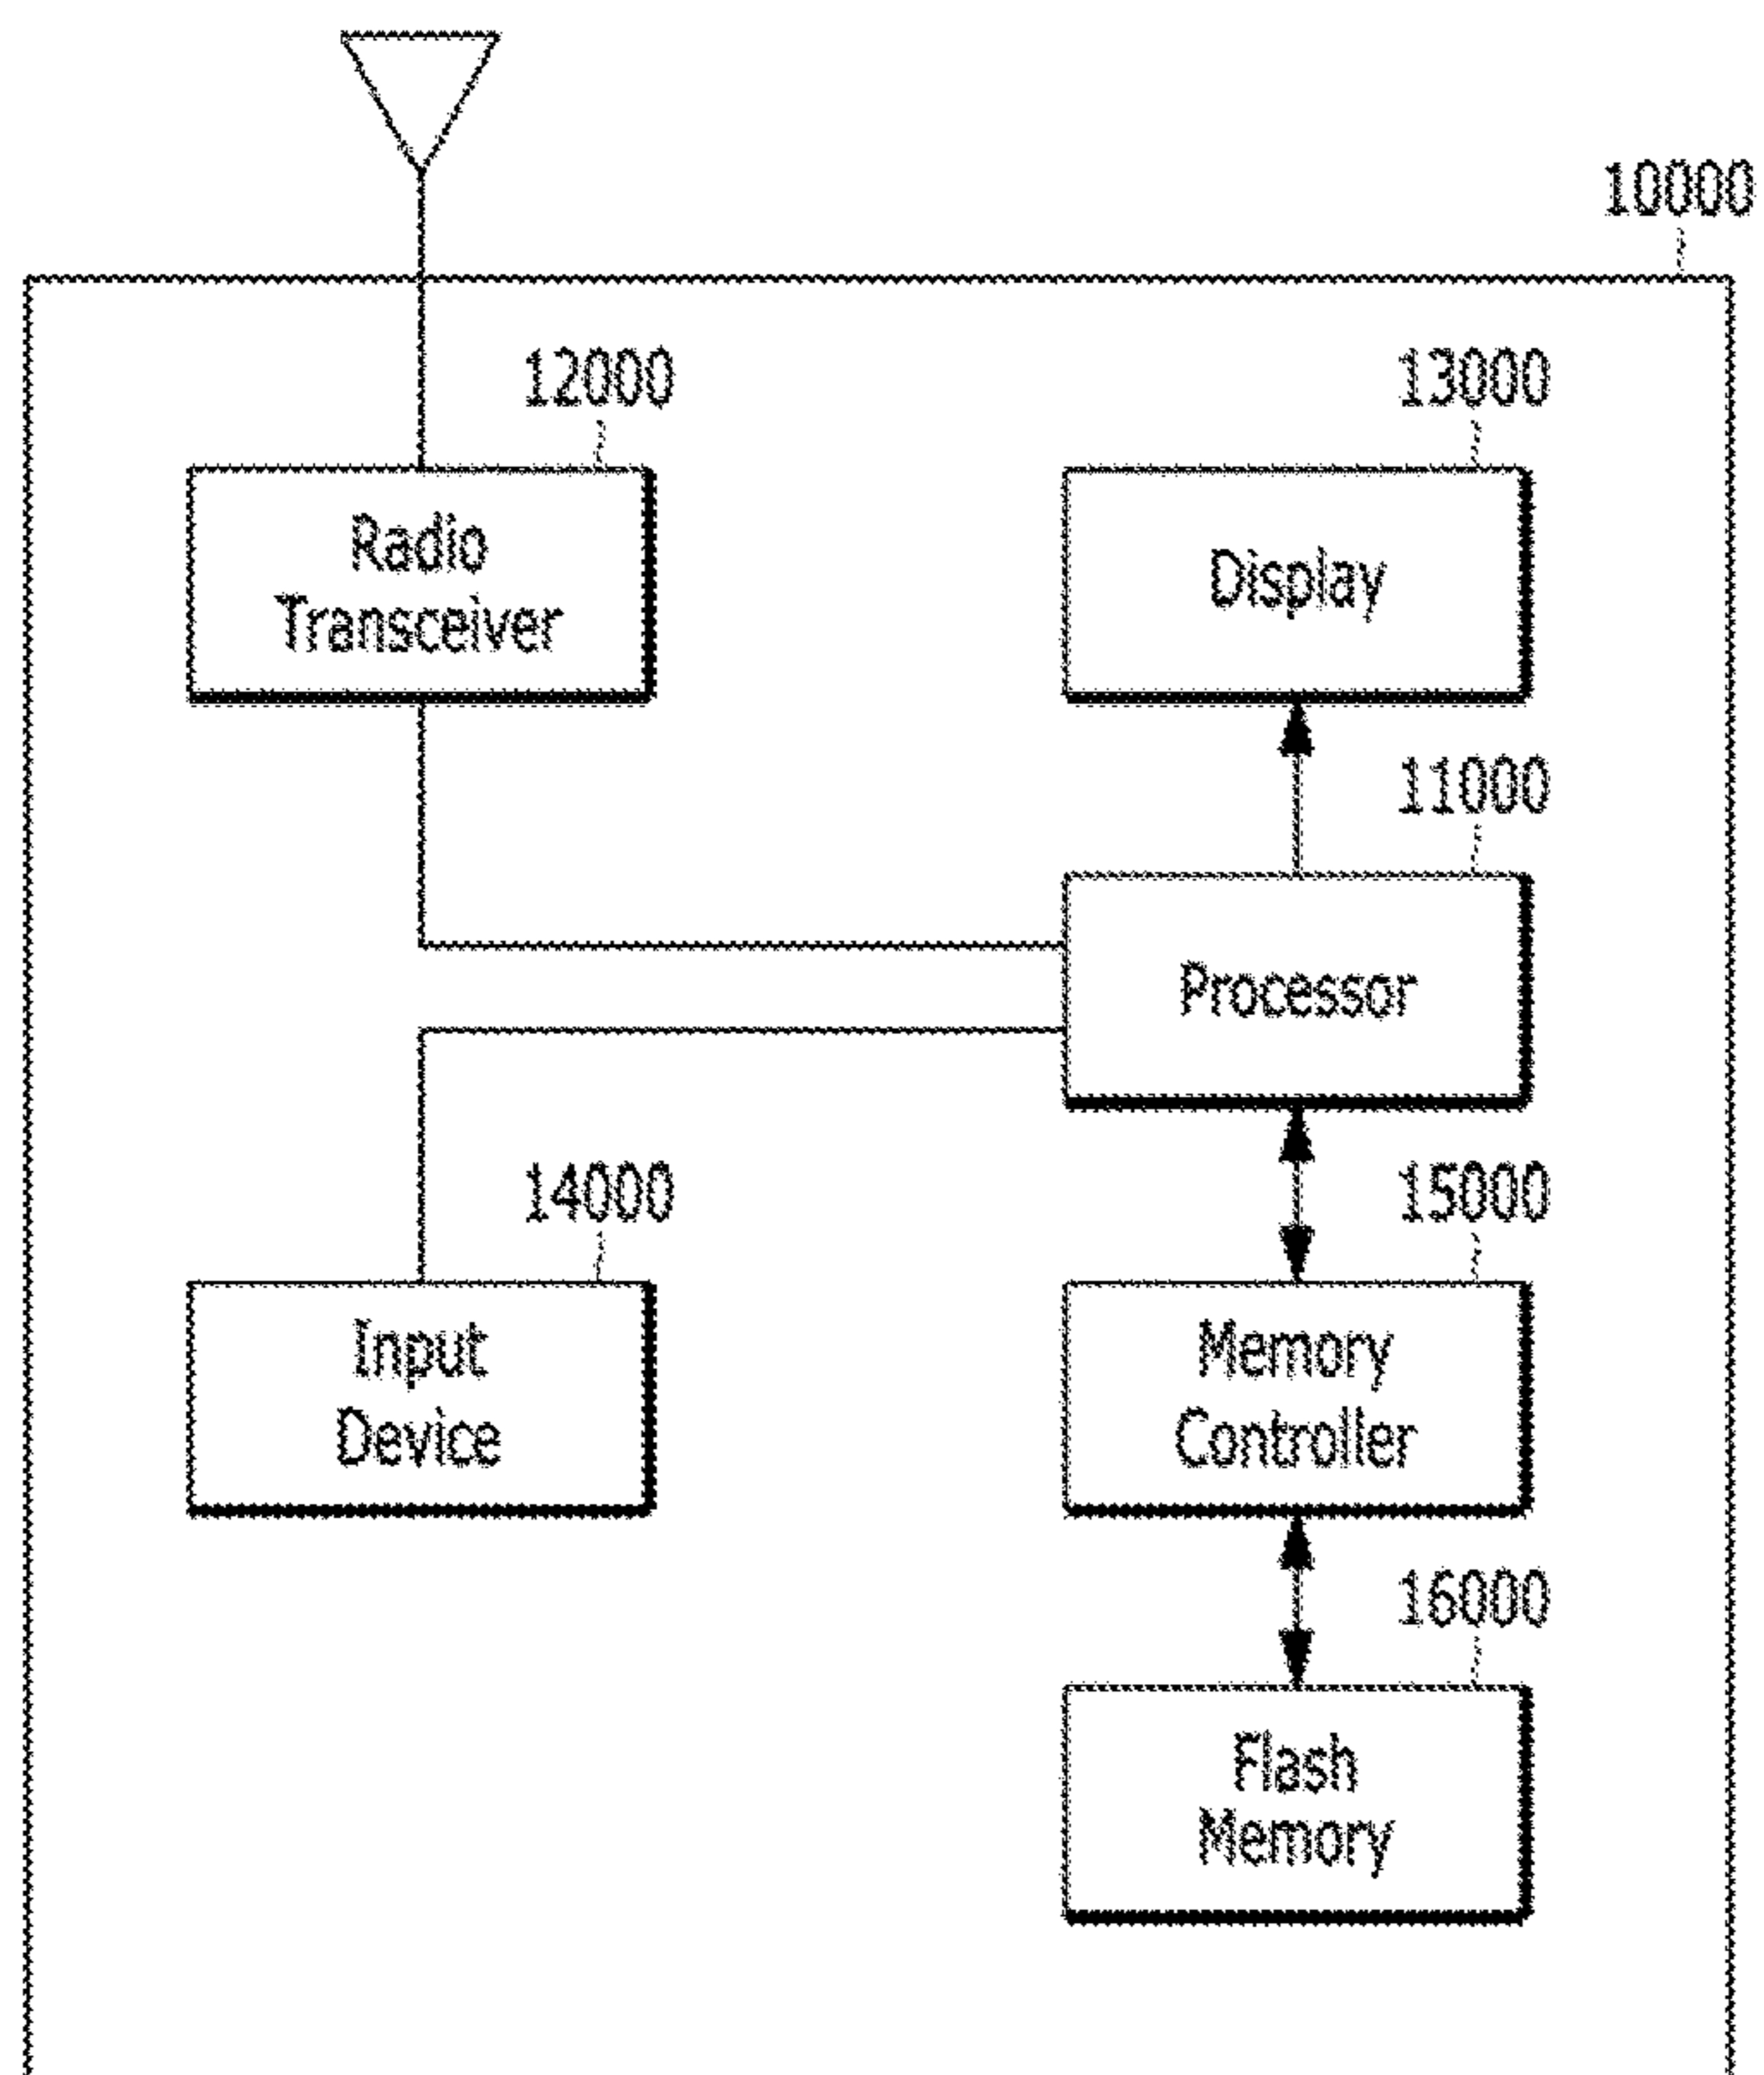 10000
12000
13000
Radio
Transceiver
Display
11000
Processor
14000
15000
Input
Device
Memory
Controller
16000
Flash
Memory